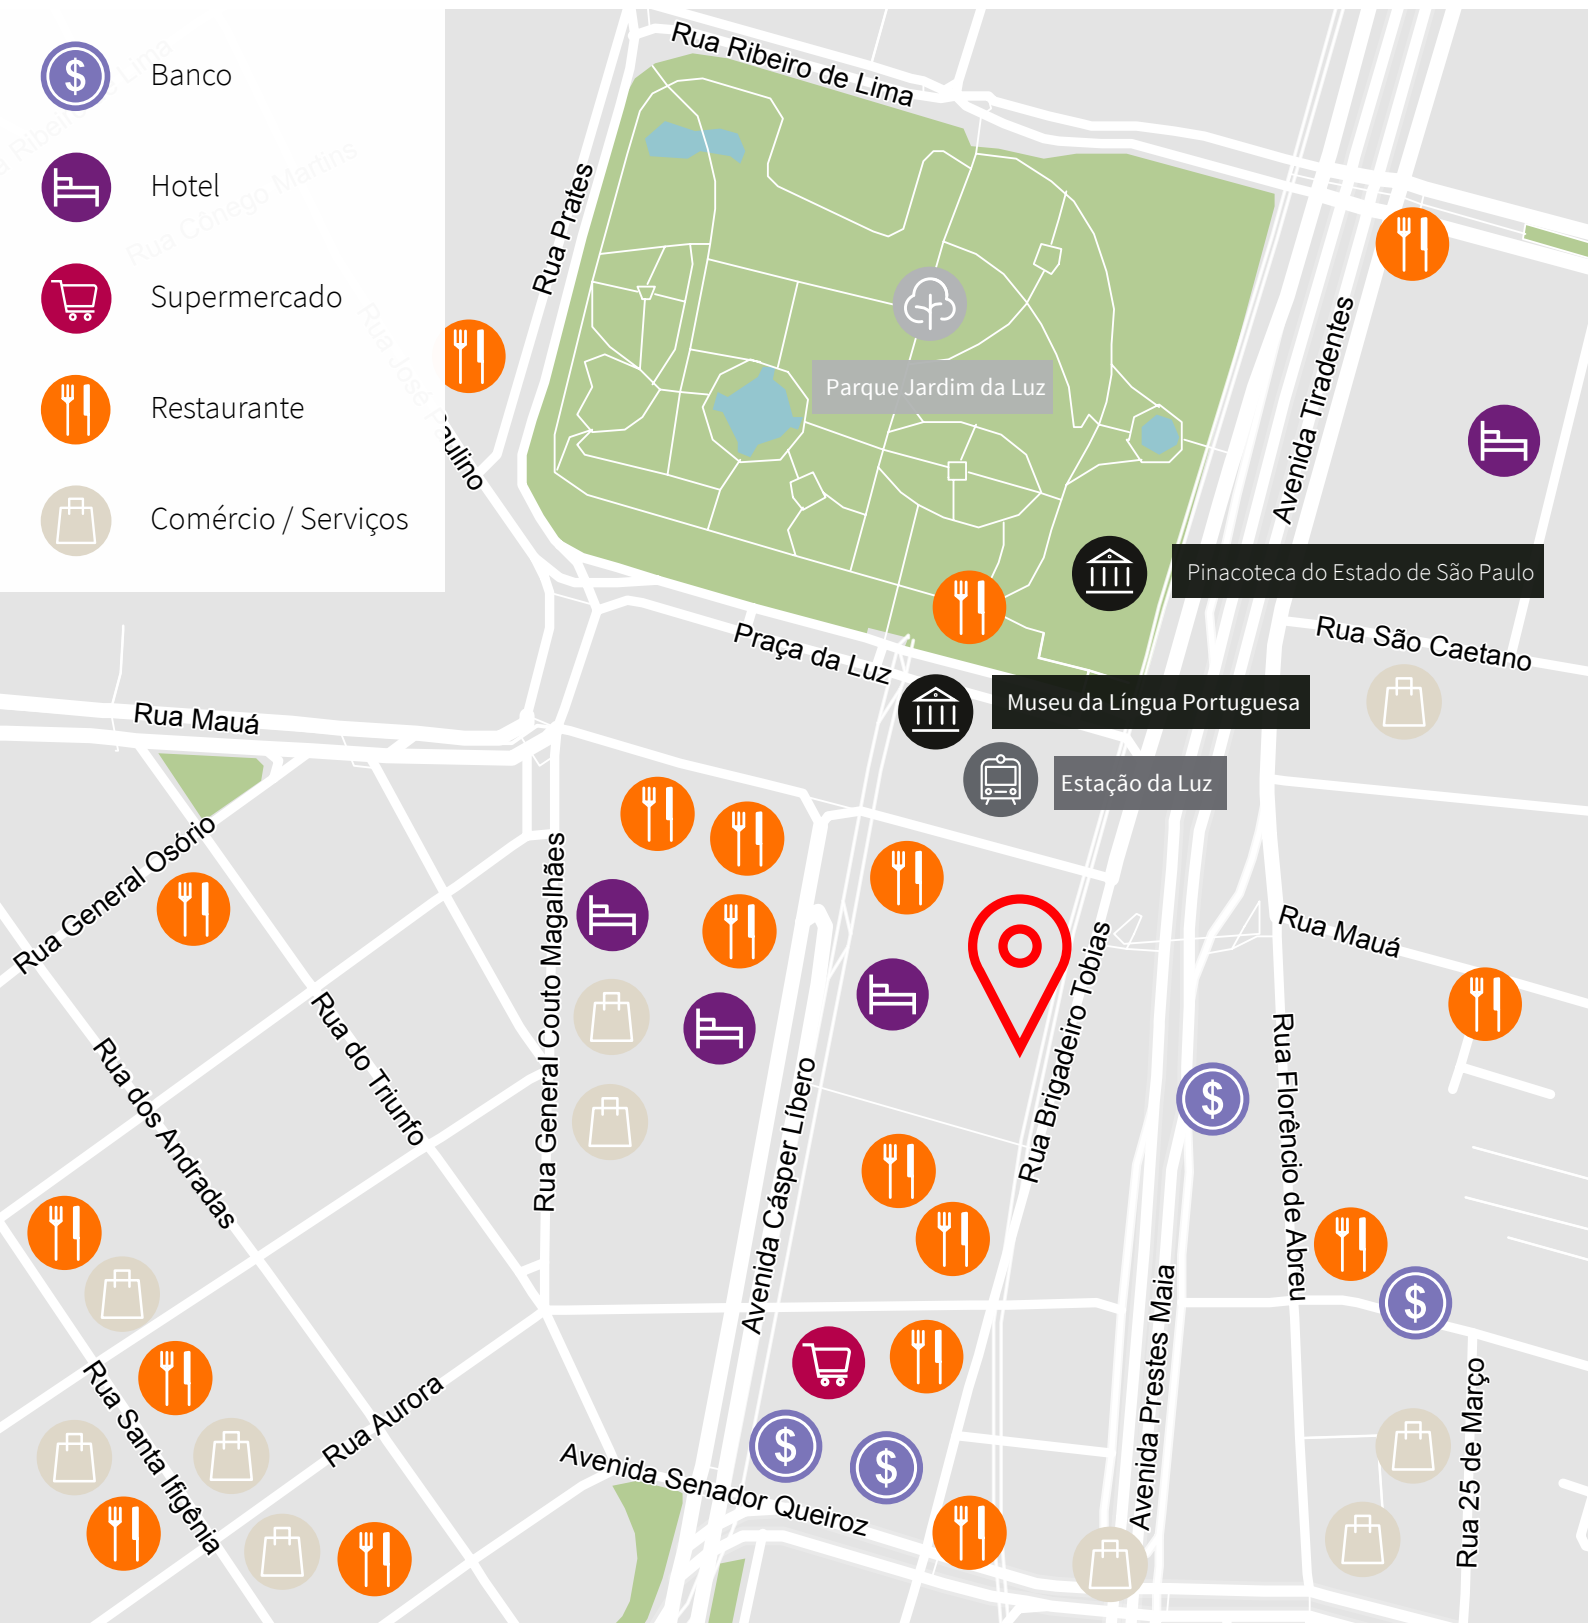 Banco
Hotel
Supermercado
Restaurante
Comércio / Serviços
Rua Cônego Martins
Rua Ribeiro de Lima
Rua Prates
Avenida Tiradentes
Parque Jardim da Luz
aulino
Pinacoteca do Estado de São Paulo
Rua São Caetano
Praça da Luz
Museu da Língua Portuguesa
Rua Mauá
Estação da Luz
Rua General Osório
Rua General Couto Magalhães
Rua Mauá
Rua Brigadeiro Tobias
Rua do Triunfo
Rua dos Andradas
Rua Florêncio de Abreu
Avenida Cásper Líbero
Avenida Prestes Maia
Rua Santa Ifigênia
Rua Aurora
Avenida Senador Queiroz
Rua 25 de Março